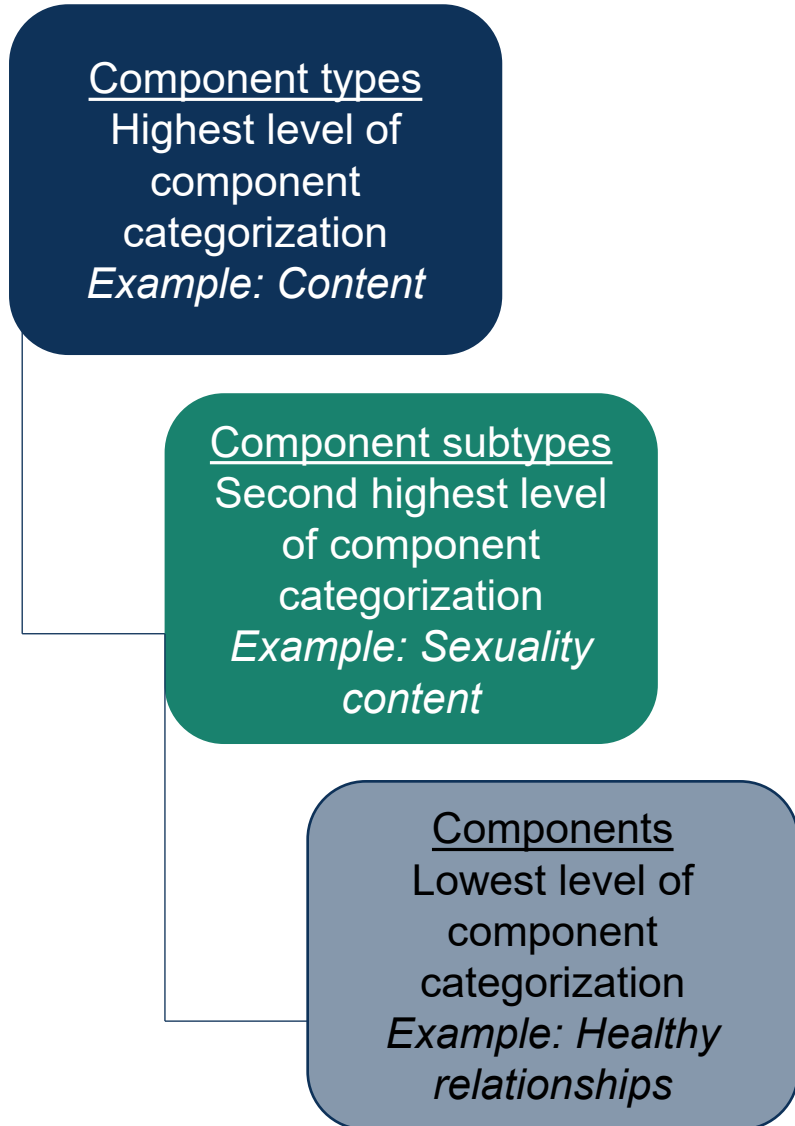 Component types
Highest level of
component
categorization
Example: Content
Component subtypes
Second highest level
of component
categorization
Example: Sexuality
content
Components
Lowest level of
component
categorization
Example: Healthy
relationships